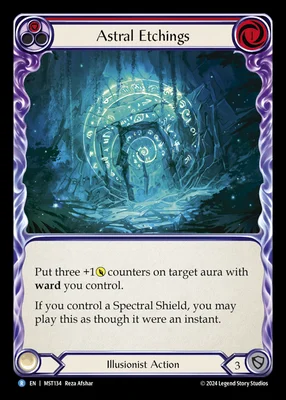 Astral Etchings
Put three +1 counters on target aura with
ward you control.
If you control a Spectral Shield, you may
play this as though it were an instant.
Illusionist Action
3
R EN | MST134 Reza Afshar
© 2024 Legend Story Studios